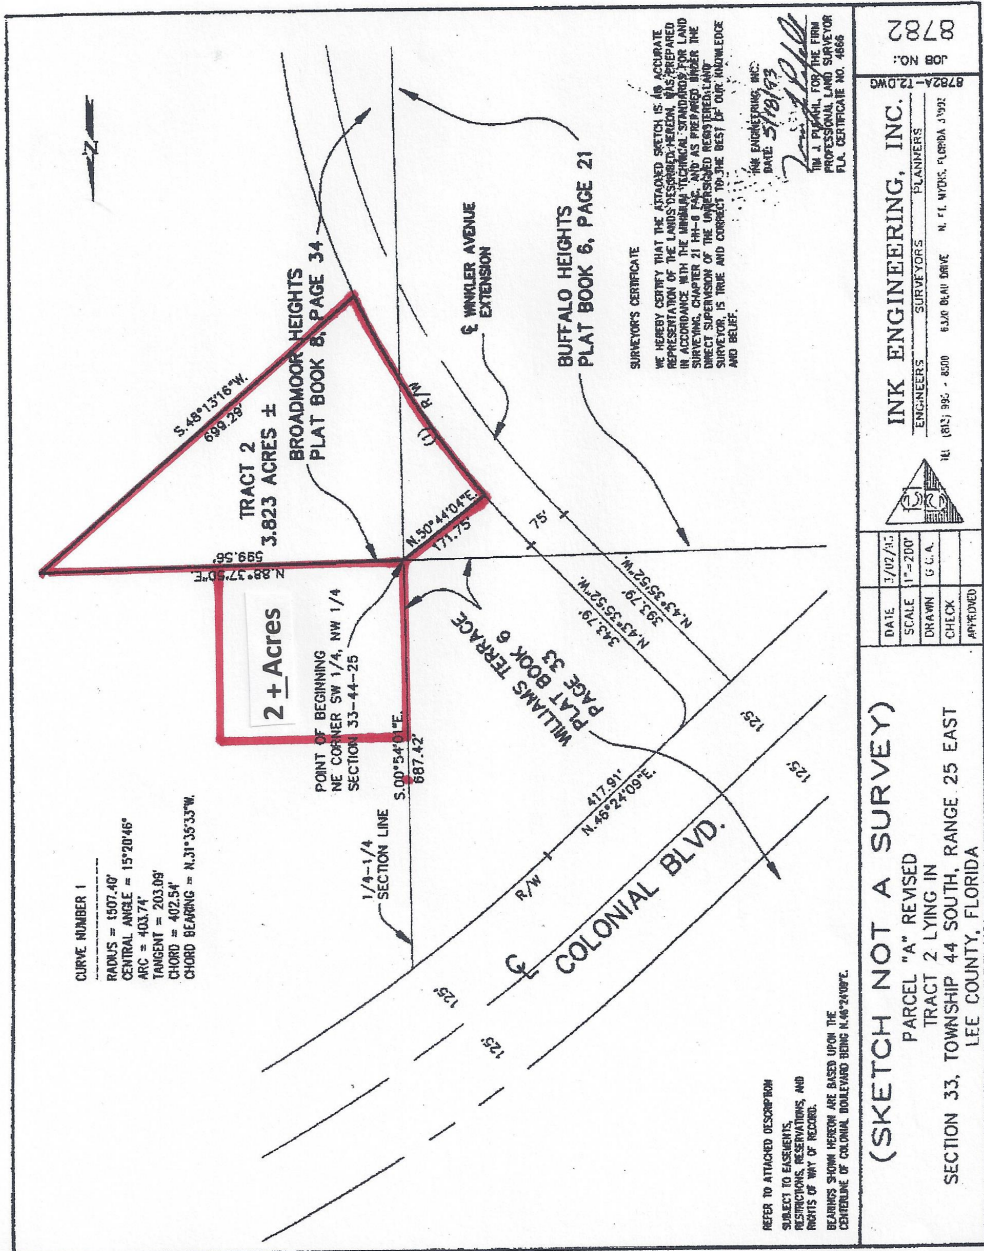 N
CURVE NUMBER 1
RADIUS = 1507.40'
CENTRAL ANGLE = 15°20'46"
ARC = 403.74'
TANGENT = 203.09'
CHORD = 402.54'
CHORD BEARING = N.31°35'33"W.
S.48°13'16"W.
699.29'
TRACT 2
3.823 ACRES ±
BROADMOOR HEIGHTS
PLAT BOOK 8, PAGE 34
N.88°37'50"E.
599.56'
2 ± Acres
POINT OF BEGINNING
NE CORNER SW 1/4, NW 1/4
SECTION 33-44-25
S.00°54'01"E.
687.42'
1/4-1/4
SECTION LINE
N.50°44'04"E.
171.75'
(1) R/W
℄ WINKLER AVENUE
EXTENSION
BUFFALO HEIGHTS
PLAT BOOK 6, PAGE 21
WILLIAMS TERRACE
PLAT BOOK 6
PAGE 33
75'
343.79'
N.43°35'52"W.
393.79'
N.43°35'52"W.
R/W
417.91'
N.46°24'09"E.
℄ COLONIAL BLVD.
125'
125'
125'
125'
SURVEYOR'S CERTIFICATE
WE HEREBY CERTIFY THAT THE ATTACHED SKETCH IS AN ACCURATE
REPRESENTATION OF THE LANDS DESCRIBED HEREON, WAS PREPARED
IN ACCORDANCE WITH THE MINIMUM TECHNICAL STANDARDS FOR LAND
SURVEYING, CHAPTER 21 HH-6 FAC, AND AS PREPARED UNDER THE
DIRECT SUPERVISION OF THE UNDERSIGNED REGISTERED LAND
SURVEYOR, IS TRUE AND CORRECT TO THE BEST OF OUR KNOWLEDGE
AND BELIEF.
INK ENGINEERING, INC.
DATE: 5/18/93
TIM J. FOR THE FIRM
PROFESSIONAL LAND SURVEYOR
FLA. CERTIFICATE NO. 4666
REFER TO ATTACHED DESCRIPTION
SUBJECT TO EASEMENTS,
RESTRICTIONS, RESERVATIONS, AND
RIGHTS OF WAY OF RECORD.
BEARINGS SHOWN HEREON ARE BASED UPON THE
CENTERLINE OF COLONIAL BOULEVARD BEING N.46°24'09"E.
(SKETCH NOT A SURVEY)
PARCEL "A" REVISED
TRACT 2 LYING IN
SECTION 33, TOWNSHIP 44 SOUTH, RANGE 25 EAST
LEE COUNTY, FLORIDA
DATE 3/02/93
SCALE 1"=200'
DRAWN G.C.A.
CHECK
APPROVED
INK ENGINEERING, INC.
ENGINEERS SURVEYORS PLANNERS
TEL (813) 995 - 8500 6320 BEAU DRIVE N. FT. MYERS, FLORIDA
8782A-T2.DWG
JOB NO.:
8782